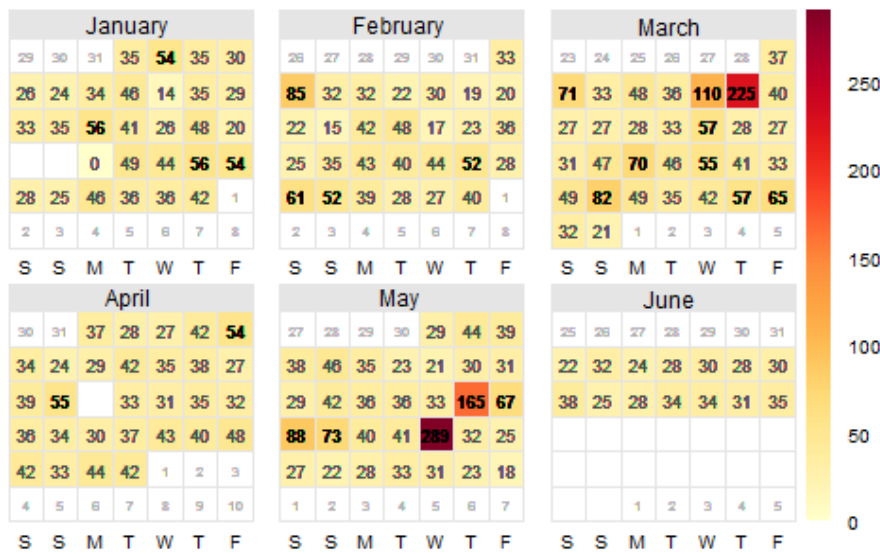 January February March
29 30 31 35 54 35 30 26 27 28 29 30 31 33 23 24 25 26 27 28 37
26 24 34 46 14 35 29 85 32 32 22 30 19 20 71 33 48 36 110 225 40 250
33 35 56 41 26 48 20 22 15 42 48 17 23 36 27 27 28 33 57 28 27
0 49 44 56 54 25 35 43 40 44 52 28 31 47 70 46 55 41 33 200
28 25 46 36 36 42 1 61 52 39 28 27 40 1 49 82 49 35 42 57 65
2 3 4 5 6 7 8 2 3 4 5 6 7 8 32 21 1 2 3 4 5
S S M T W T F S S M T W T F S S M T W T F 150
April May June
30 31 37 28 27 42 54 27 28 29 30 29 44 39 25 26 27 28 29 30 31
34 24 29 42 35 38 27 38 46 35 23 21 30 31 22 32 24 28 30 28 30 100
39 55 33 31 35 32 29 42 36 36 33 165 67 38 25 28 34 34 31 35
36 34 30 37 43 40 48 88 73 40 41 289 32 25 50
42 33 44 42 1 2 3 27 22 28 33 31 23 18
4 5 6 7 8 9 10 1 2 3 4 5 6 7 1 2 3 4 5 0
S S M T W T F S S M T W T F S S M T W T F